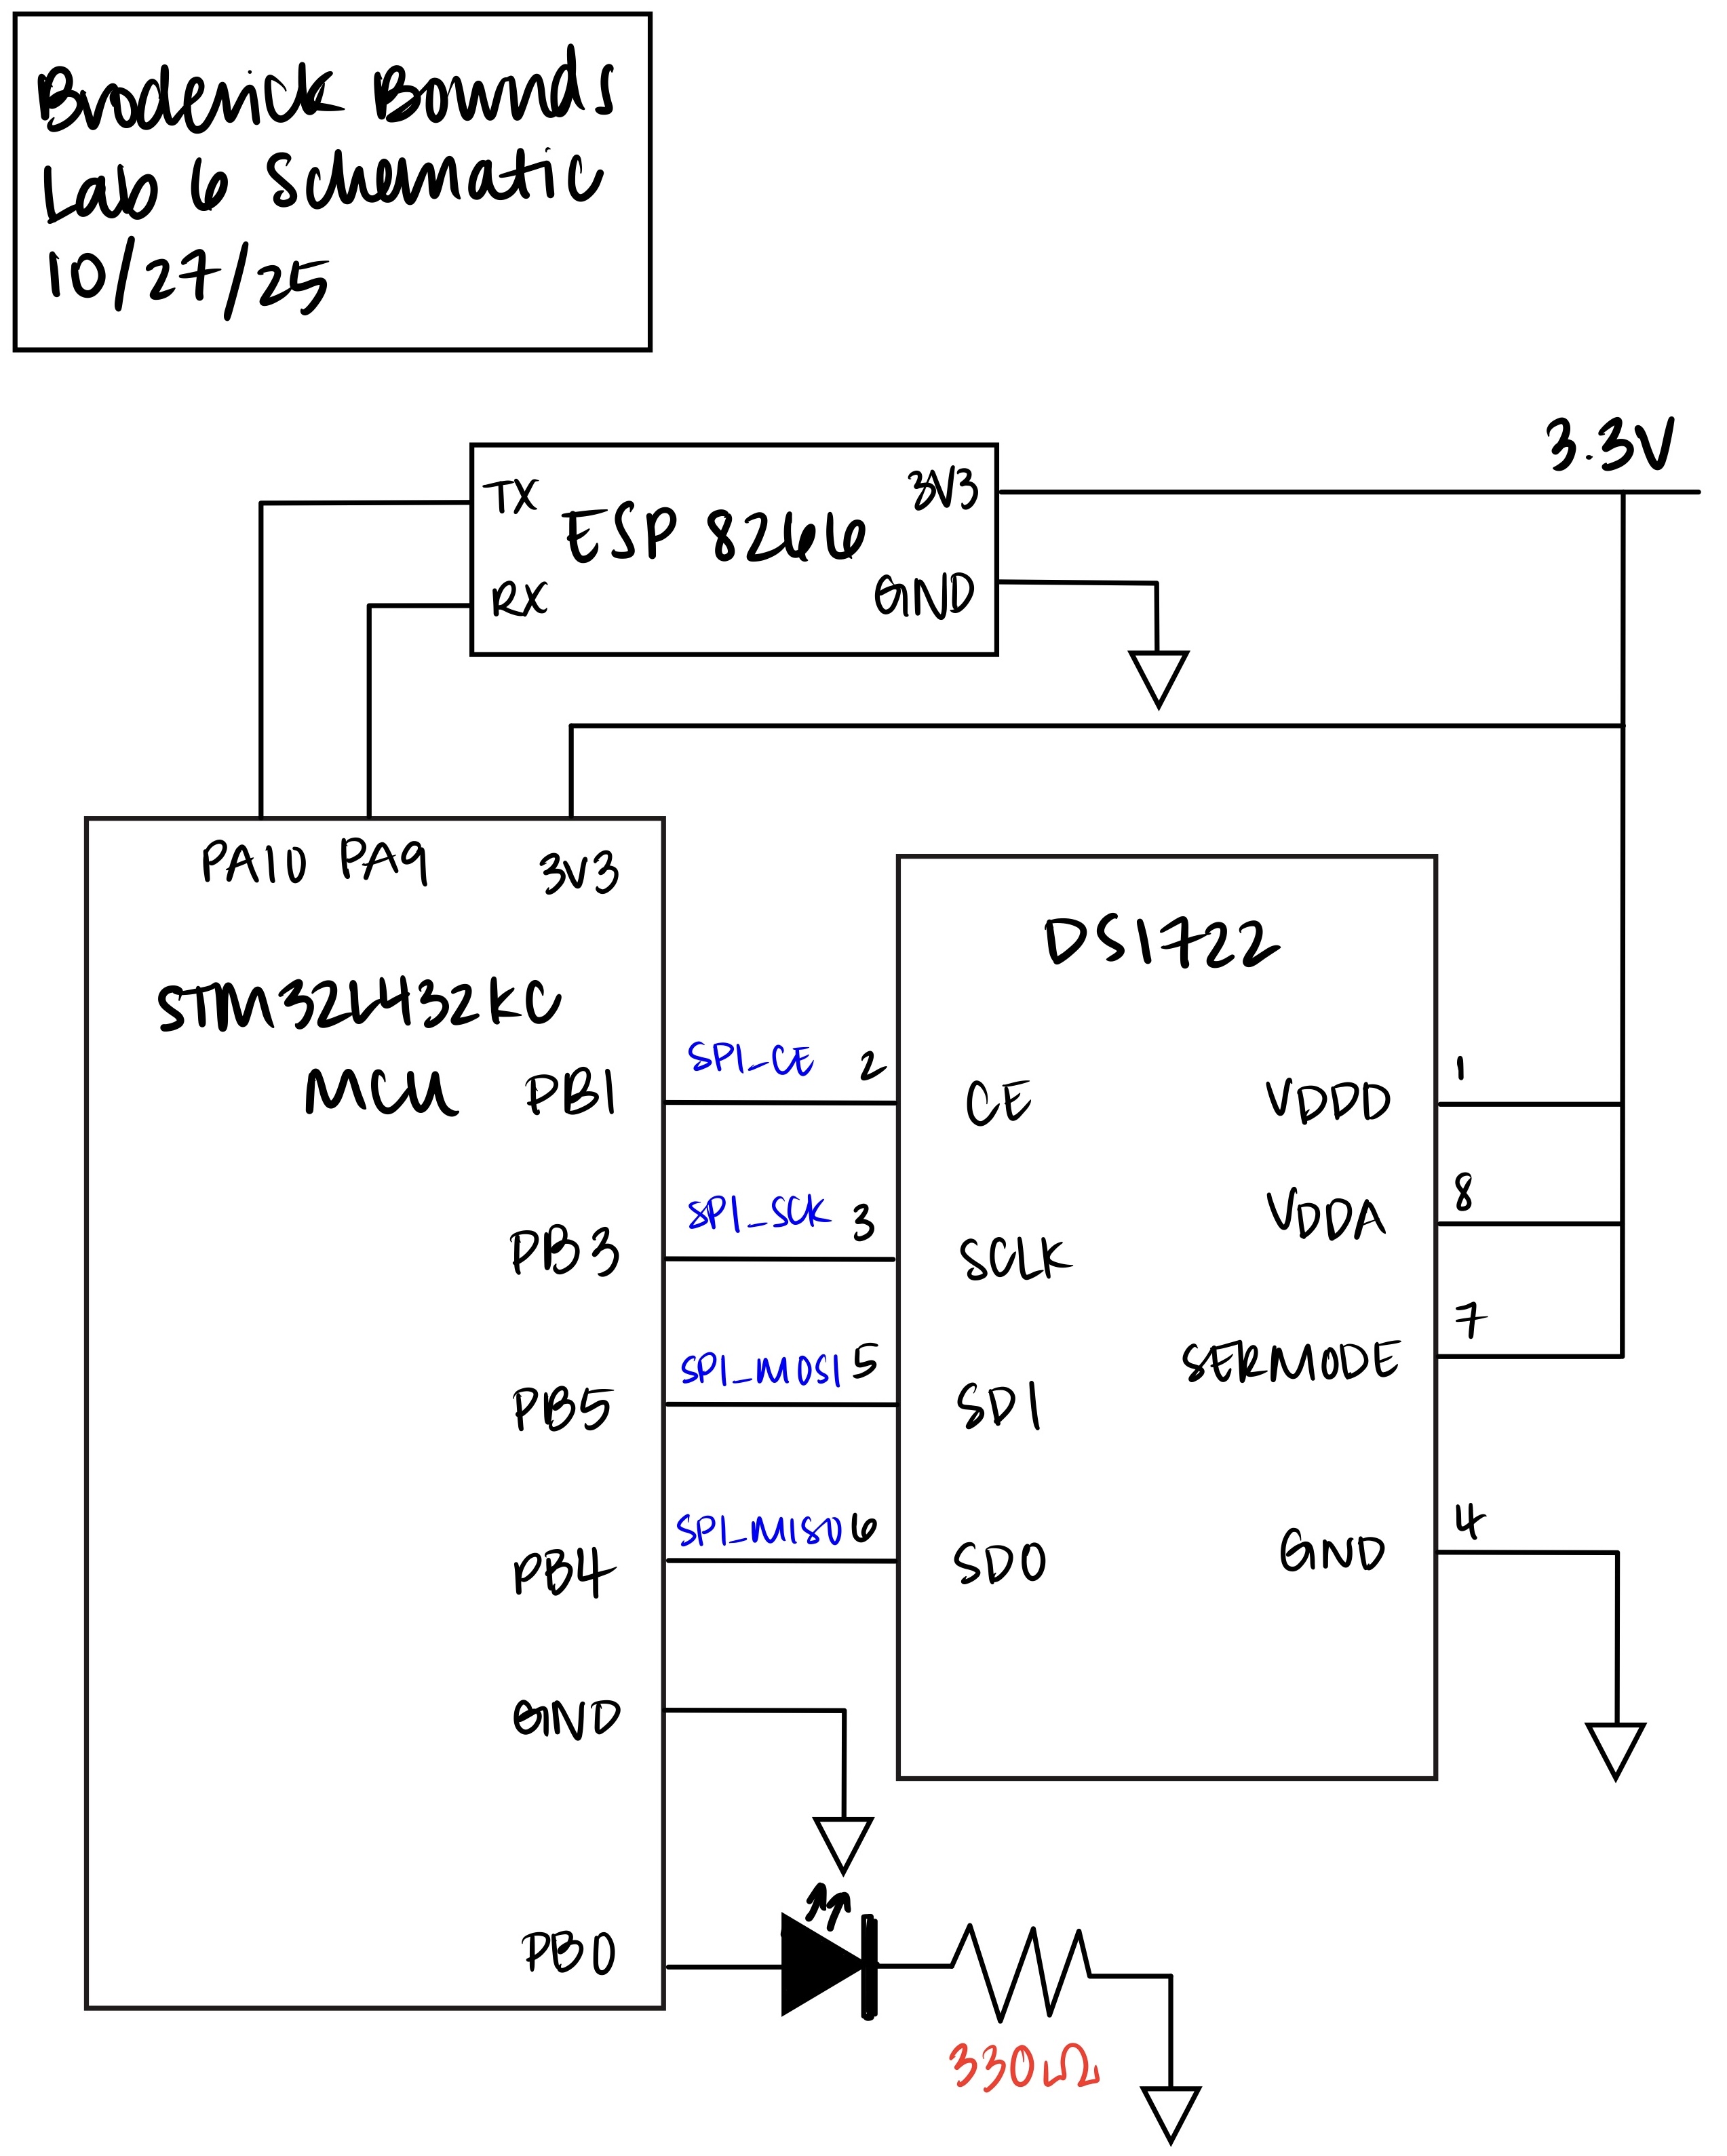 Broderick Bounds
Lab 6 Schematic
10/27/25
3.3V
TX
3V3
ESP 8266
RX
GND
PA10
PA9
3V3
STM32L432KC
MCU
DS1722
PB1
SPI_CE
2
CE
VDDD
1
PB3
SPI_SCK
3
SCLK
VDDA
8
PB5
SPI_MOSI
5
SDI
SERMODE
7
PB4
SPI_MISO
6
SDO
GND
4
GND
PB0
330Ω